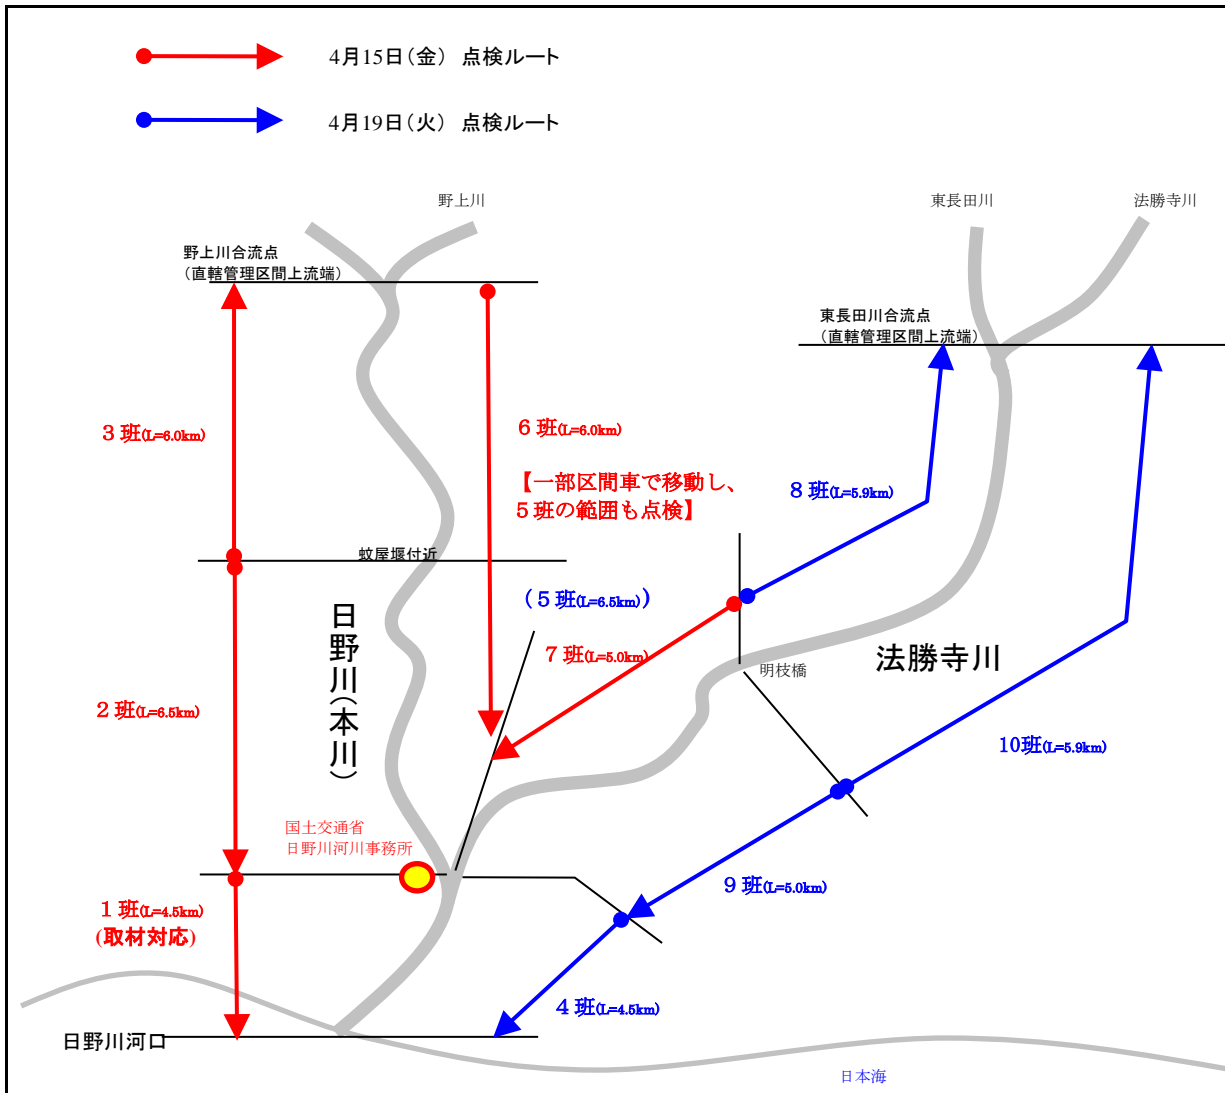 4月15日(金) 点検ルート
4月19日(火) 点検ルート
野上川
東長田川
法勝寺川
野上川合流点
(直轄管理区間上流端)
東長田川合流点
(直轄管理区間上流端)
3班(L=6.0km)
6班(L=6.0km)
【一部区間車で移動し、
5班の範囲も点検】
8班(L=5.9km)
蚊屋堰付近
(5班(L=6.5km))
日野川(本川)
7班(L=5.0km)
法勝寺川
明枝橋
2班(L=6.5km)
10班(L=5.9km)
国土交通省
日野川河川事務所
9班(L=5.0km)
1班(L=4.5km)
(取材対応)
4班(L=4.5km)
日野川河口
日本海